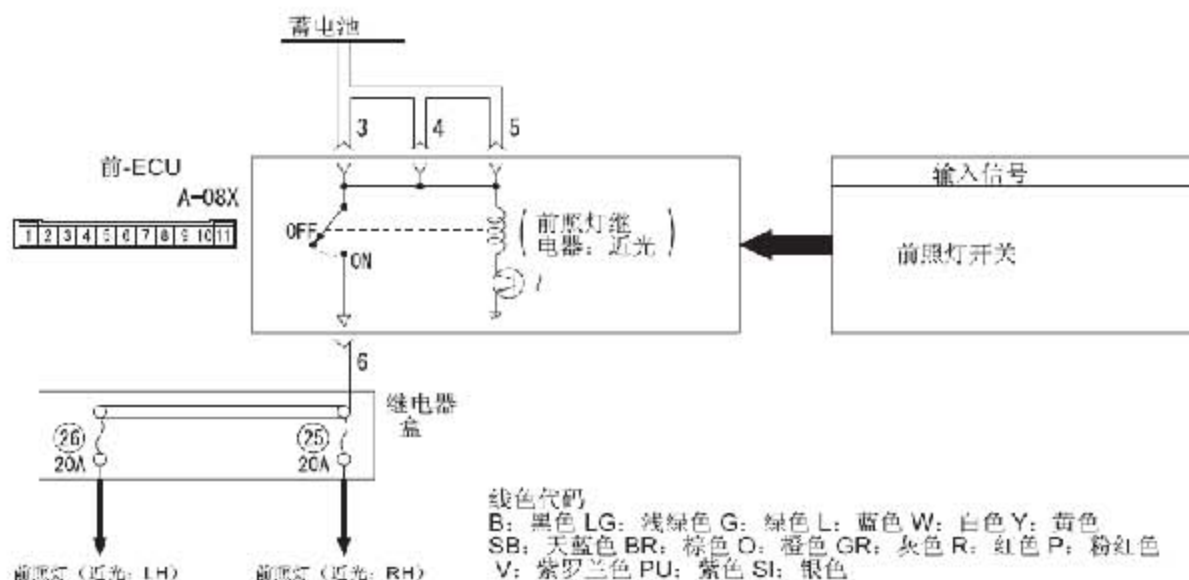 蓄电池
3 4 5
前-ECU
A-08X
1 2 3 4 5 6 7 8 9 10 11
OFF
ON
前照灯继
电器：近光
输入信号
前照灯开关
6
继电器
盒
26
20A
25
20A
前照灯（近光：LH）
前照灯（近光：RH）
线色代码
B：黑色 LG：浅绿色 G：绿色 L：蓝色 W：白色 Y：黄色
SB：天蓝色 BR：棕色 O：橙色 GR：灰色 R：红色 P：粉红色
V：紫罗兰色 PU：紫色 SI：银色